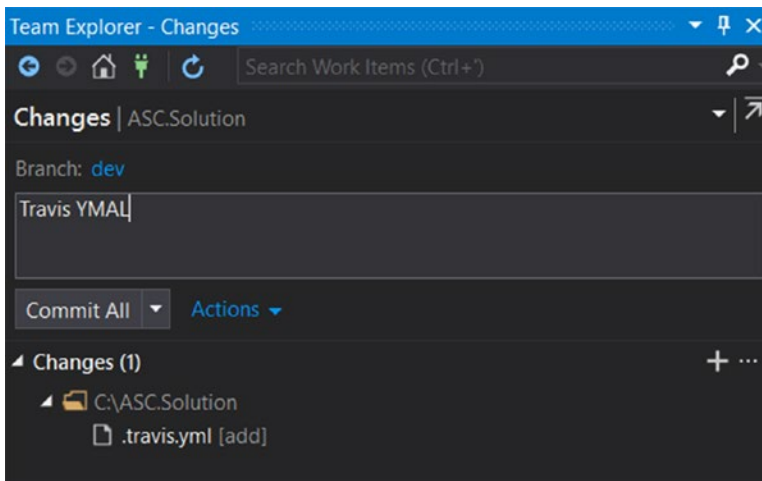 Team Explorer - Changes
Search Work Items (Ctrl+')
Changes | ASC.Solution
Branch: dev
Travis YMAL
Commit All Actions
Changes (1)
C:\ASC.Solution
.travis.yml [add]